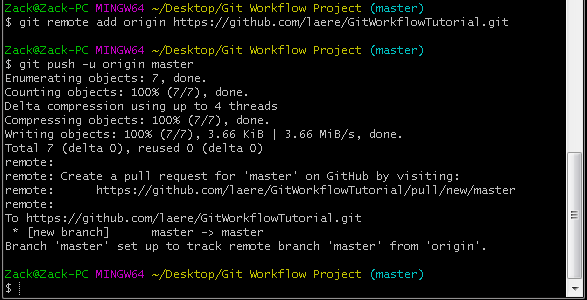 Zack@Zack-PC MINGW64 ~/Desktop/Git Workflow Project (master)
$ git remote add origin https://github.com/laere/GitWorkflowTutorial.git
Zack@Zack-PC MINGW64 ~/Desktop/Git Workflow Project (master)
$ git push -u origin master
Enumerating objects: 7, done.
Counting objects: 100% (7/7), done.
Delta compression using up to 4 threads
Compressing objects: 100% (7/7), done.
Writing objects: 100% (7/7), 3.66 KiB | 3.66 MiB/s, done.
Total 7 (delta 0), reused 0 (delta 0)
remote:
remote: Create a pull request for 'master' on GitHub by visiting:
remote:      https://github.com/laere/GitWorkflowTutorial/pull/new/master
remote:
To https://github.com/laere/GitWorkflowTutorial.git
 * [new branch]      master -> master
Branch 'master' set up to track remote branch 'master' from 'origin'.
Zack@Zack-PC MINGW64 ~/Desktop/Git Workflow Project (master)
$